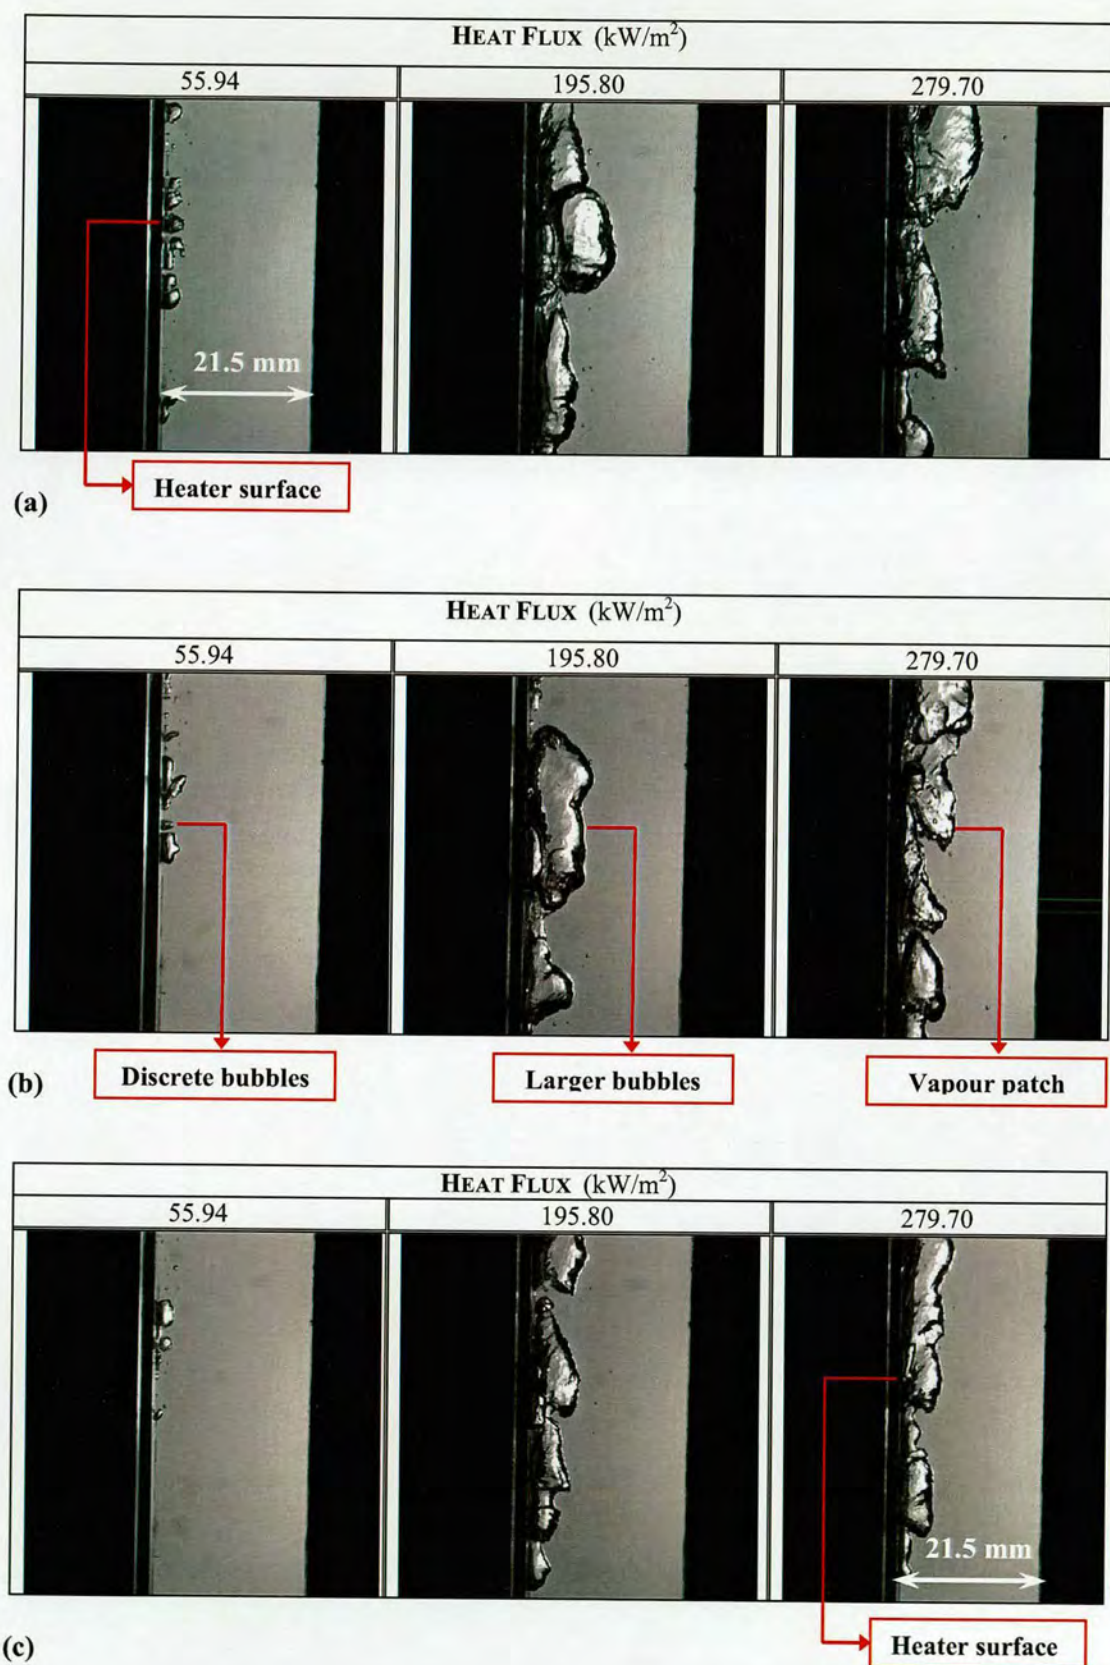 HEAT FLUX (kW/m²)
55.94 195.80 279.70
21.5 mm
Heater surface
(a)
HEAT FLUX (kW/m²)
55.94 195.80 279.70
Discrete bubbles Larger bubbles Vapour patch
(b)
HEAT FLUX (kW/m²)
55.94 195.80 279.70
21.5 mm
Heater surface
(c)